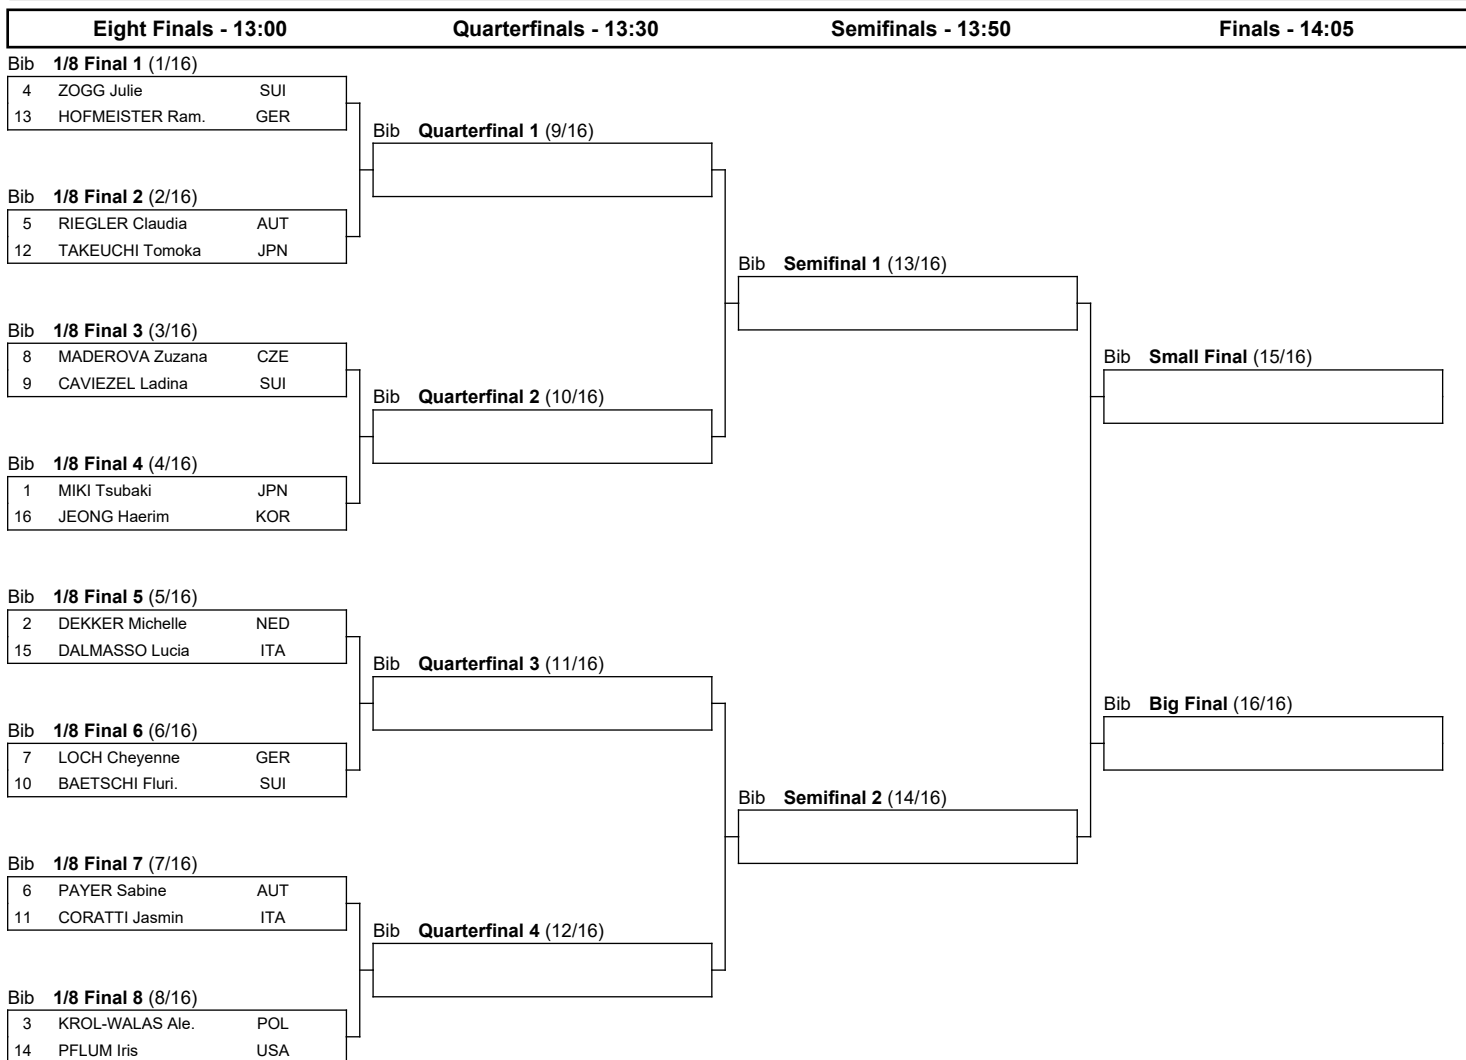 Eight Finals - 13:00 Quarterfinals - 13:30 Semifinals - 13:50 Finals - 14:05
Bib 1/8 Final 1 (1/16)
4 ZOGG Julie SUI
13 HOFMEISTER Ram. GER
Bib Quarterfinal 1 (9/16)
Bib 1/8 Final 2 (2/16)
5 RIEGLER Claudia AUT
12 TAKEUCHI Tomoka JPN
Bib Semifinal 1 (13/16)
Bib 1/8 Final 3 (3/16)
8 MADEROVA Zuzana CZE
Bib Small Final (15/16)
9 CAVIEZEL Ladina SUI
Bib Quarterfinal 2 (10/16)
Bib 1/8 Final 4 (4/16)
1 MIKI Tsubaki JPN
16 JEONG Haerim KOR
Bib 1/8 Final 5 (5/16)
2 DEKKER Michelle NED
15 DALMASSO Lucia ITA
Bib Quarterfinal 3 (11/16)
Bib Big Final (16/16)
Bib 1/8 Final 6 (6/16)
7 LOCH Cheyenne GER
10 BAETSCHI Fluri. SUI
Bib Semifinal 2 (14/16)
Bib 1/8 Final 7 (7/16)
6 PAYER Sabine AUT
11 CORATTI Jasmin ITA
Bib Quarterfinal 4 (12/16)
Bib 1/8 Final 8 (8/16)
3 KROL-WALAS Ale. POL
14 PFLUM Iris USA